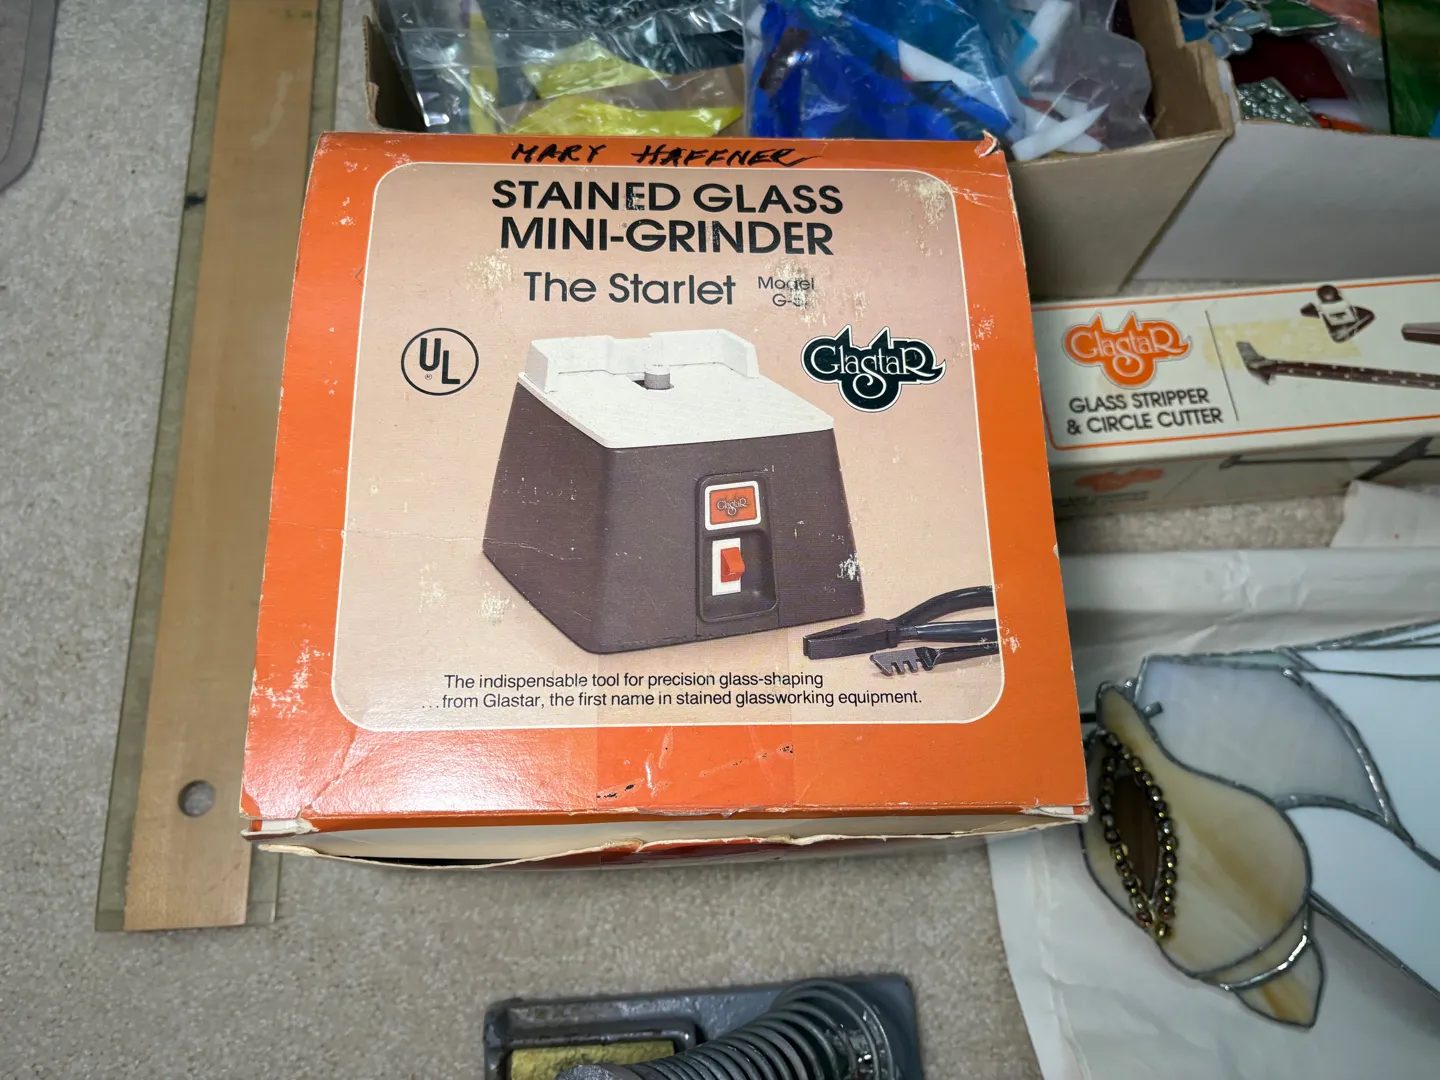 MARY HAFFNER
STAINED GLASS
MINI-GRINDER
The Starlet Model
UL
®
GlastaR
GlastaR
The indispensable tool for precision glass-shaping
...from Glastar, the first name in stained glassworking equipment.
GlastaR
GLASS STRIPPER
& CIRCLE CUTTER